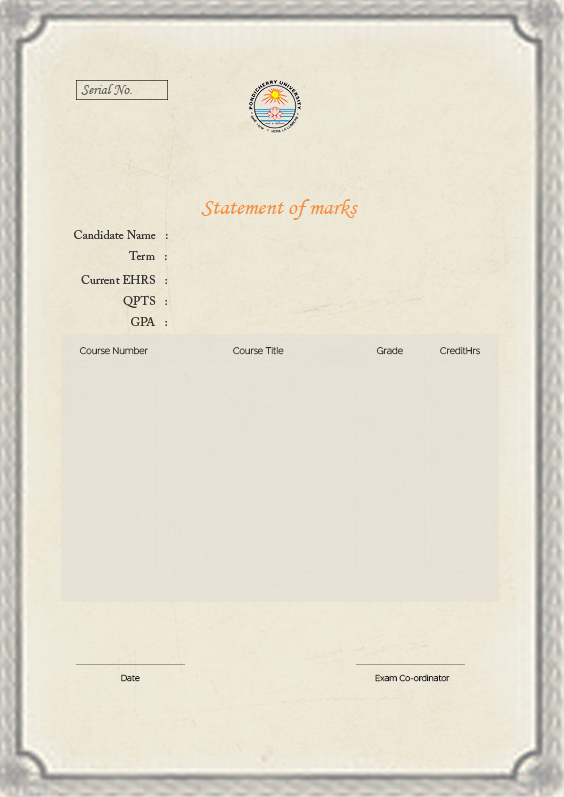 Serial No.
PONDICHERRY UNIVERSITY
Statement of marks
Candidate Name :
Term :
Current EHRS :
QPTS :
GPA :
Course Number Course Title Grade CreditHrs
Date Exam Co-ordinator